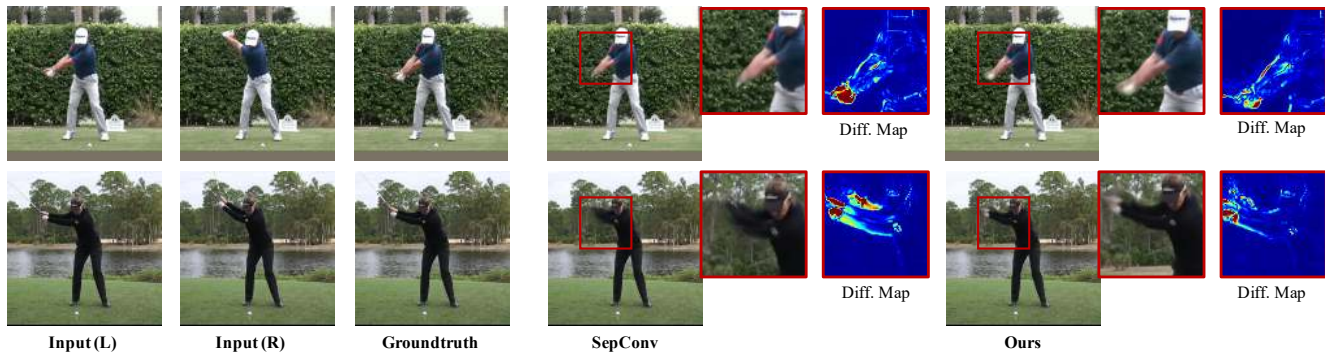 Diff. Map
Diff. Map
Diff. Map
Diff. Map
Input (L)
Input (R)
Groundtruth
SepConv
Ours